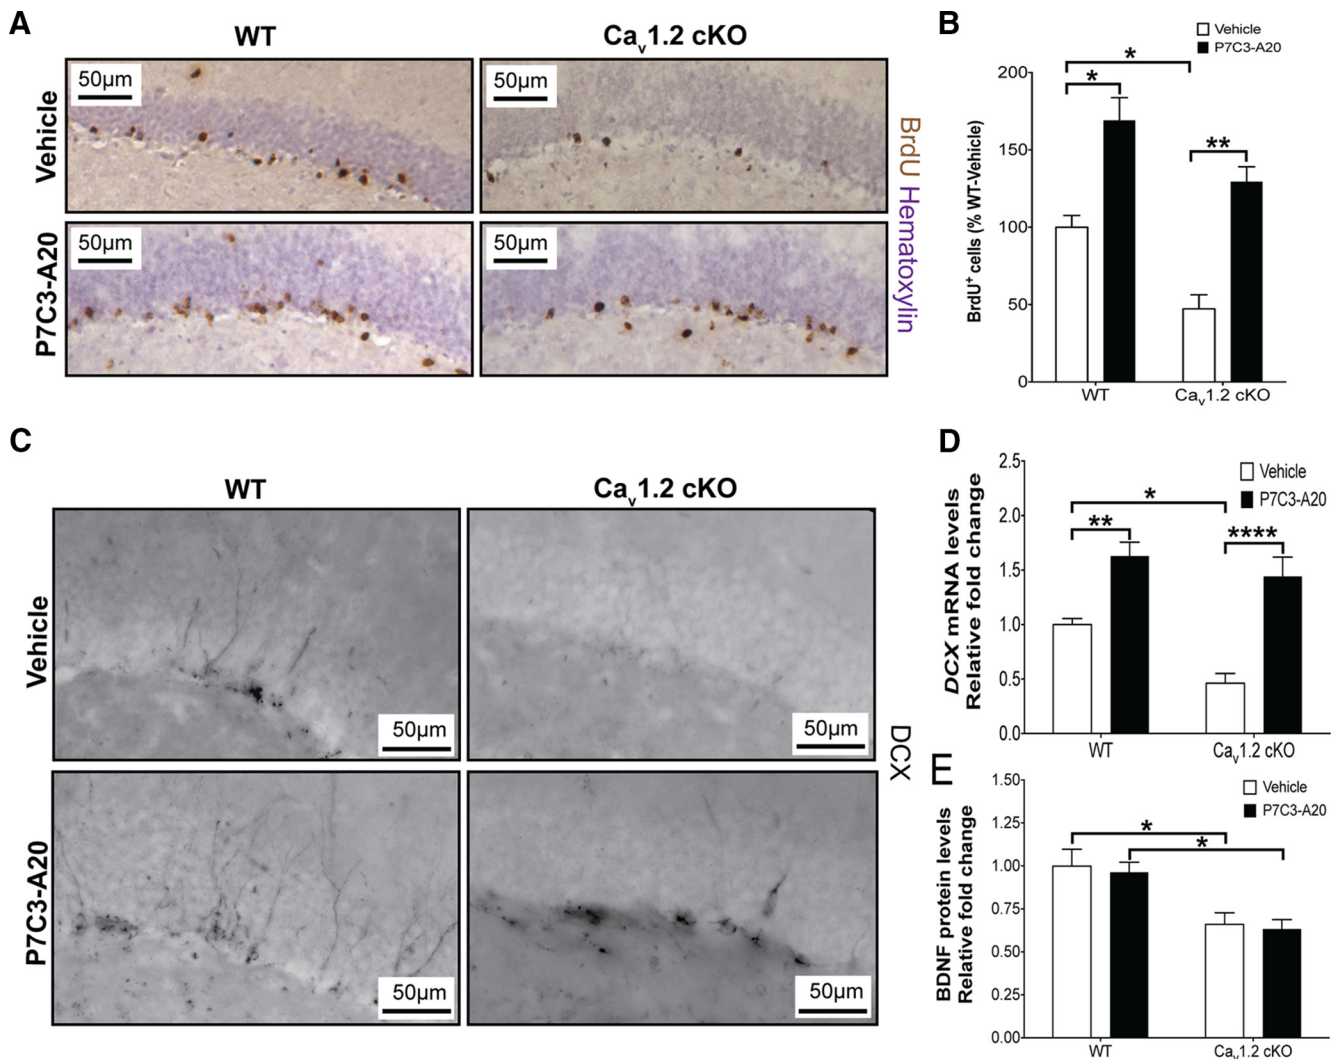 A
WT
Cav1.2 cKO
Vehicle
50µm
50µm
P7C3-A20
50µm
50µm
BrdU Hematoxylin
B
Vehicle
P7C3-A20
BrdU+ cells (% WT-Vehicle)
200
150
100
50
0
*
*
**
WT
Cav1.2 cKO
C
WT
Cav1.2 cKO
Vehicle
50µm
50µm
P7C3-A20
50µm
50µm
DCX
D
Vehicle
P7C3-A20
DCX mRNA levels
Relative fold change
2.5
2.0
1.5
1.0
0.5
0.0
*
**
****
WT
Cav1.2 cKO
E
Vehicle
P7C3-A20
BDNF protein levels
Relative fold change
1.50
1.25
1.00
0.75
0.50
0.25
0.00
*
*
WT
Cav1.2 cKO